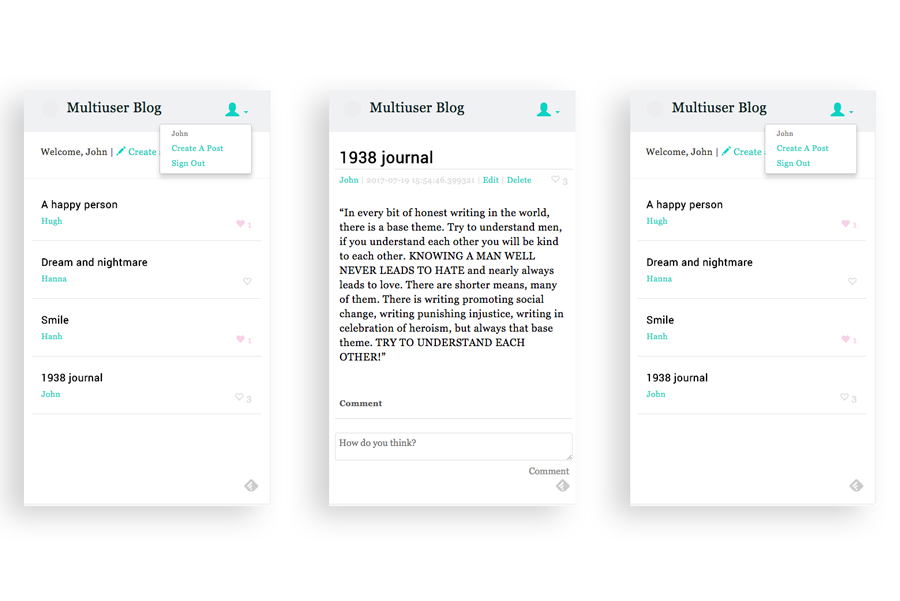 Multiuser Blog
John
Create A Post
Sign Out
Welcome, John | Create
A happy person
Hugh
1
Dream and nightmare
Hanna
Smile
Hanh
1
1938 journal
John
3
Multiuser Blog
1938 journal
John | 2017-07-19 15:54:46.399321 | Edit | Delete
3
“In every bit of honest writing in the world,
there is a base theme. Try to understand men,
if you understand each other you will be kind
to each other. KNOWING A MAN WELL
NEVER LEADS TO HATE and nearly always
leads to love. There are shorter means, many
of them. There is writing promoting social
change, writing punishing injustice, writing in
celebration of heroism, but always that base
theme. TRY TO UNDERSTAND EACH
OTHER!”
Comment
How do you think?
Comment
Multiuser Blog
John
Create A Post
Sign Out
Welcome, John | Create
A happy person
Hugh
1
Dream and nightmare
Hanna
Smile
Hanh
1
1938 journal
John
3